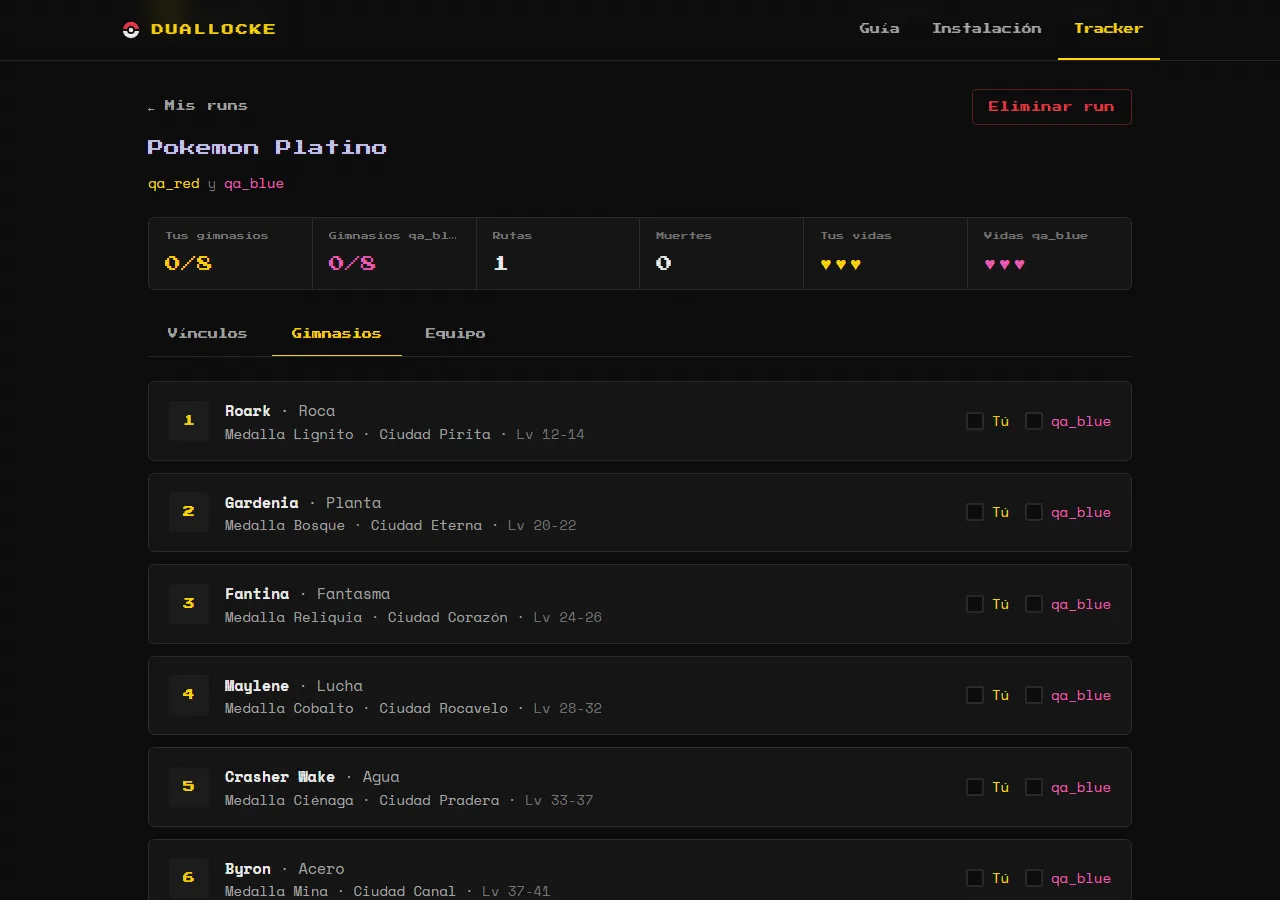 DUALLOCKE
Guía Instalación Tracker
← Mis runs
Eliminar run
Pokemon Platino
qa_red y qa_blue
Tus gimnasios Gimnasios qa_bl… Rutas Muertes Tus vidas Vidas qa_blue
0/8 0/8 1 0 ♥♥♥ ♥♥♥
Vínculos Gimnasios Equipo
1 Roark · Roca
Medalla Lignito · Ciudad Pirita · Lv 12-14
Tú qa_blue
2 Gardenia · Planta
Medalla Bosque · Ciudad Eterna · Lv 20-22
Tú qa_blue
3 Fantina · Fantasma
Medalla Reliquia · Ciudad Corazón · Lv 24-26
Tú qa_blue
4 Maylene · Lucha
Medalla Cobalto · Ciudad Rocavelo · Lv 28-32
Tú qa_blue
5 Crasher Wake · Agua
Medalla Ciénaga · Ciudad Pradera · Lv 33-37
Tú qa_blue
6 Byron · Acero
Medalla Mina · Ciudad Canal · Lv 37-41
Tú qa_blue